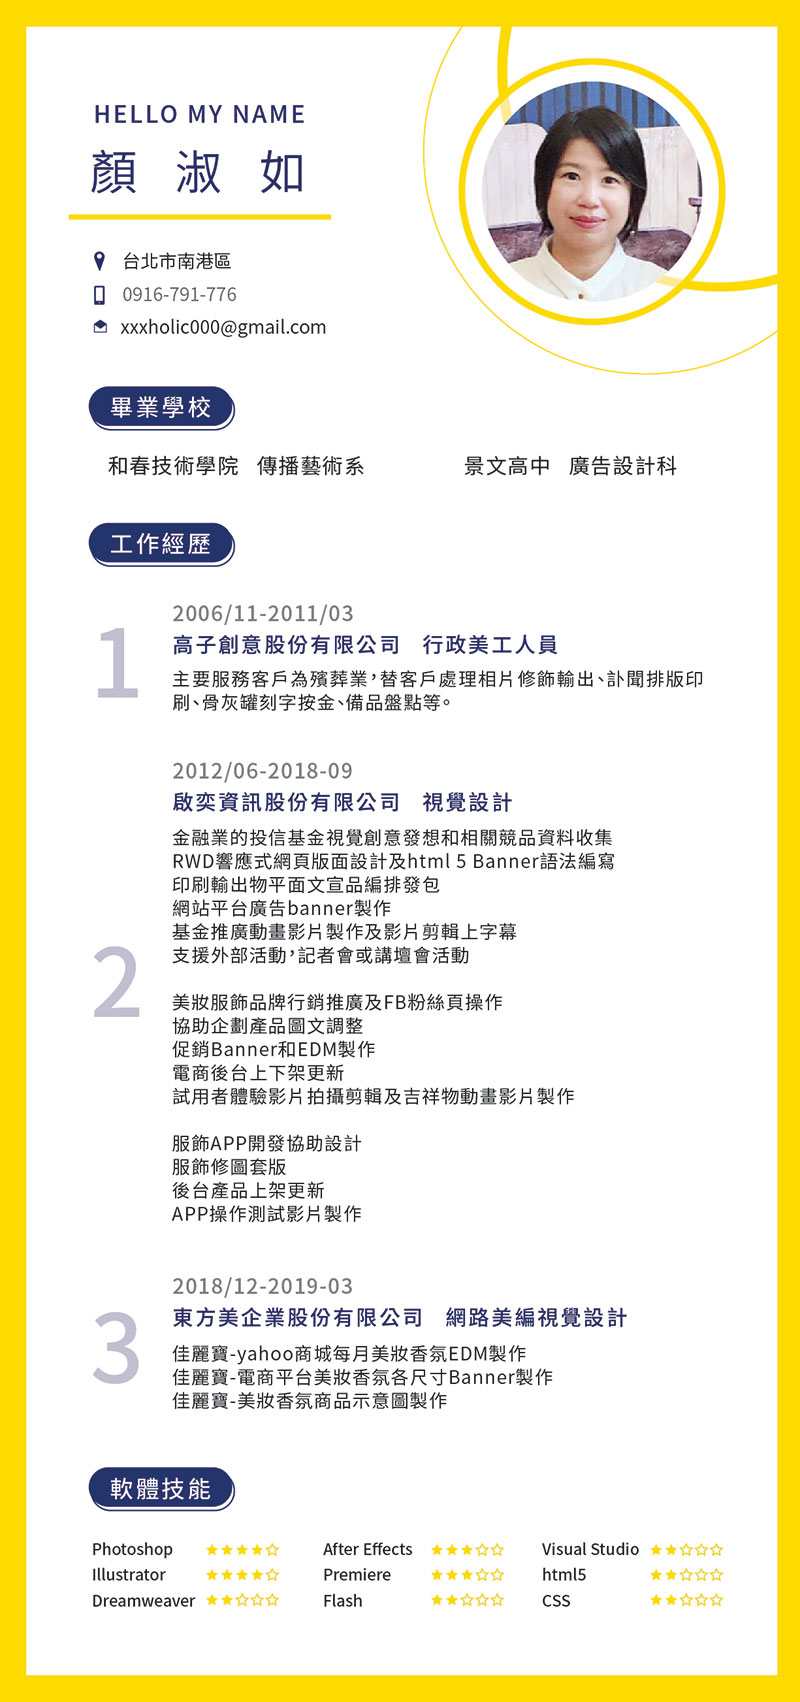 HELLO MY NAME
顏淑如
台北市南港區
0916-791-776
xxxholic000@gmail.com
畢業學校
和春技術學院 傳播藝術系 景文高中 廣告設計科
工作經歷
1
2006/11-2011/03
高子創意股份有限公司 行政美工人員
主要服務客戶為殯葬業，替客戶處理相片修飾輸出、訃聞排版印
刷、骨灰罐刻字按金、備品盤點等。
2
2012/06-2018-09
啟奕資訊股份有限公司 視覺設計
金融業的投信基金視覺創意發想和相關競品資料收集
RWD響應式網頁版面設計及html 5 Banner語法編寫
印刷輸出物平面文宣品編排發包
網站平台廣告banner製作
基金推廣動畫影片製作及影片剪輯上字幕
支援外部活動，記者會或講壇會活動
美妝服飾品牌行銷推廣及FB粉絲頁操作
協助企劃產品圖文調整
促銷Banner和EDM製作
電商後台上下架更新
試用者體驗影片拍攝剪輯及吉祥物動畫影片製作
服飾APP開發協助設計
服飾修圖套版
後台產品上架更新
APP操作測試影片製作
3
2018/12-2019-03
東方美企業股份有限公司 網路美編視覺設計
佳麗寶-yahoo商城每月美妝香氛EDM製作
佳麗寶-電商平台美妝香氛各尺寸Banner製作
佳麗寶-美妝香氛商品示意圖製作
軟體技能
Photoshop ★★★★☆ After Effects ★★★☆☆ Visual Studio ★★☆☆☆
Illustrator ★★★★☆ Premiere ★★★☆☆ html5 ★★☆☆☆
Dreamweaver ★★☆☆☆ Flash ★★☆☆☆ CSS ★★☆☆☆